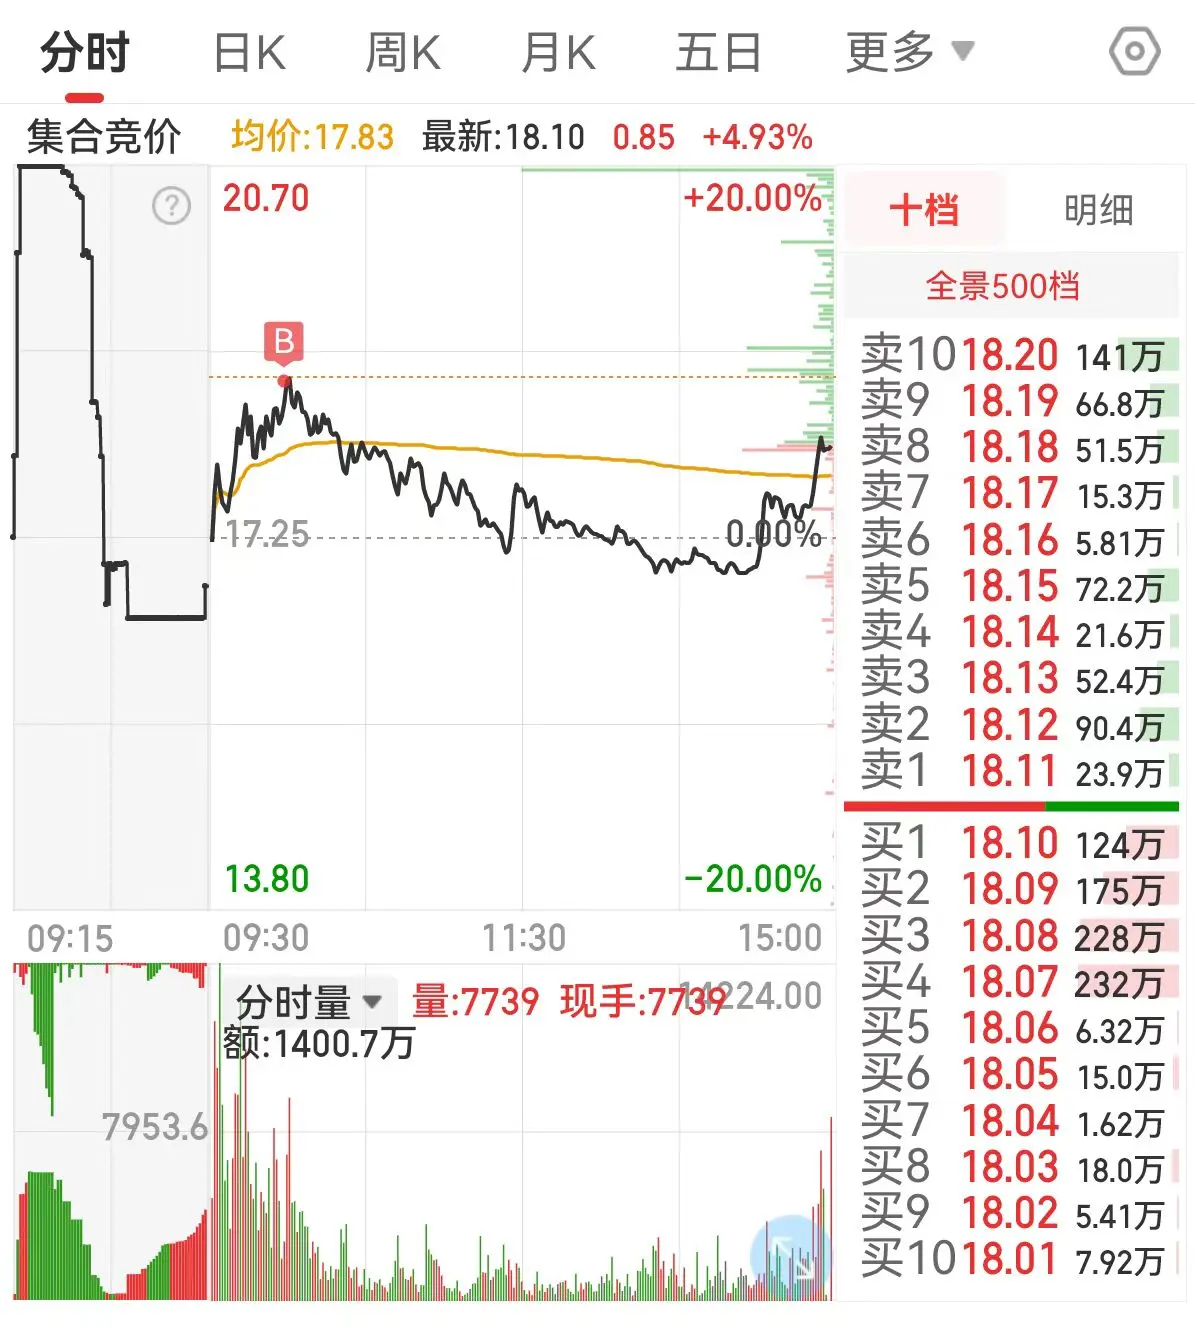 分时 日K 周K 月K 五日 更多
集合竞价 均价:17.83 最新:18.10 0.85 +4.93%
?
20.70 +20.00%
B
17.25 0.00%
13.80 -20.00%
09:15 09:30 11:30 15:00
分时量 量:7739 现手:7739 14224.00
额:1400.7万
7953.6
十档 明细
全景500档
卖10 18.20 141万
卖9 18.19 66.8万
卖8 18.18 51.5万
卖7 18.17 15.3万
卖6 18.16 5.81万
卖5 18.15 72.2万
卖4 18.14 21.6万
卖3 18.13 52.4万
卖2 18.12 90.4万
卖1 18.11 23.9万
买1 18.10 124万
买2 18.09 175万
买3 18.08 228万
买4 18.07 232万
买5 18.06 6.32万
买6 18.05 15.0万
买7 18.04 1.62万
买8 18.03 18.0万
买9 18.02 5.41万
买10 18.01 7.92万